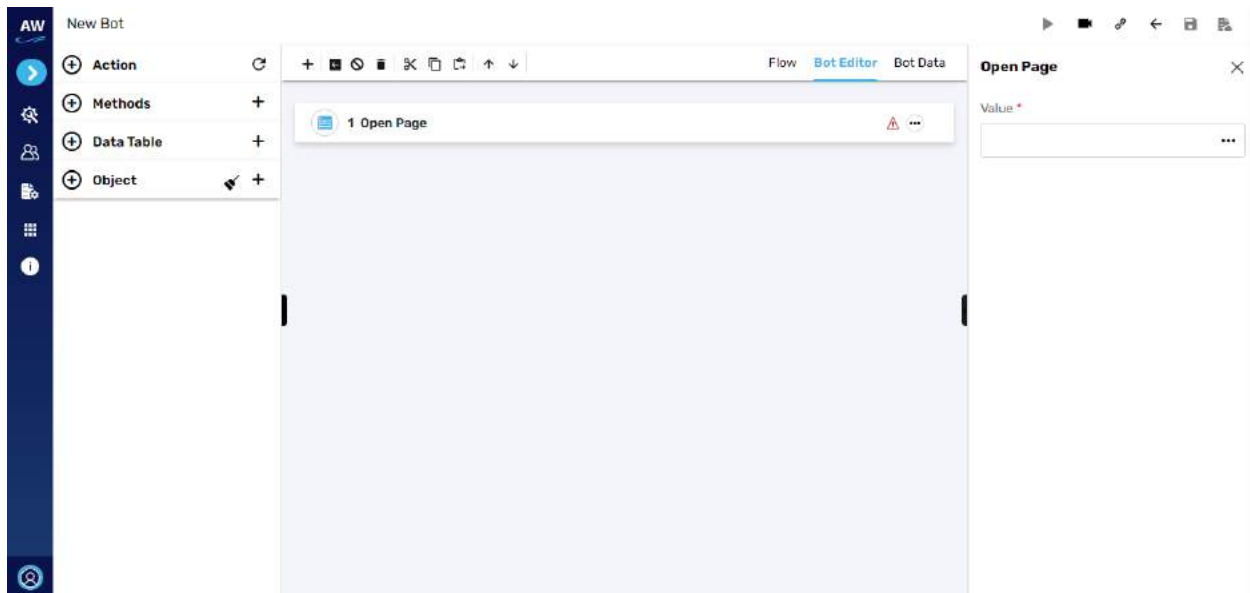 AW
New Bot
Action
Methods
Data Table
Object
Flow Bot Editor Bot Data
1 Open Page
Open Page
Value *